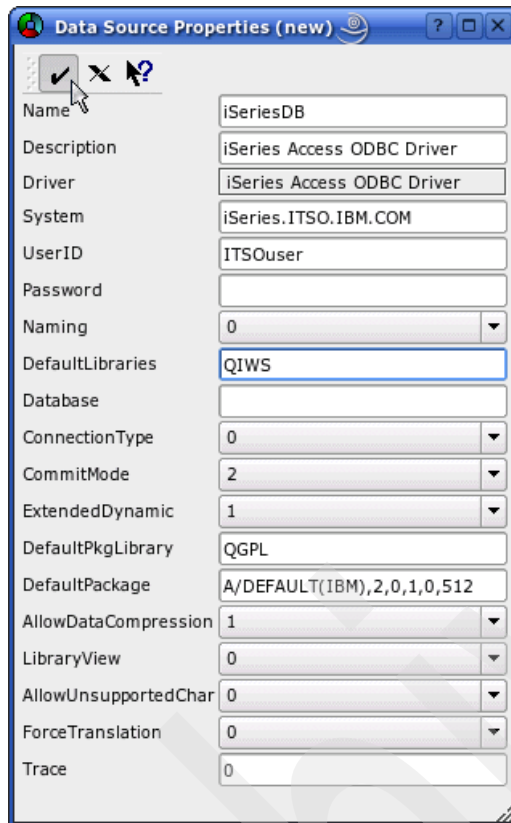 Data Source Properties (new)
Name iSeriesDB
Description iSeries Access ODBC Driver
Driver iSeries Access ODBC Driver
System iSeries.ITSO.IBM.COM
UserID ITSOuser
Password
Naming 0
DefaultLibraries QIWS
Database
ConnectionType 0
CommitMode 2
ExtendedDynamic 1
DefaultPkgLibrary QGPL
DefaultPackage A/DEFAULT(IBM),2,0,1,0,512
AllowDataCompression 1
LibraryView 0
AllowUnsupportedChar 0
ForceTranslation 0
Trace 0